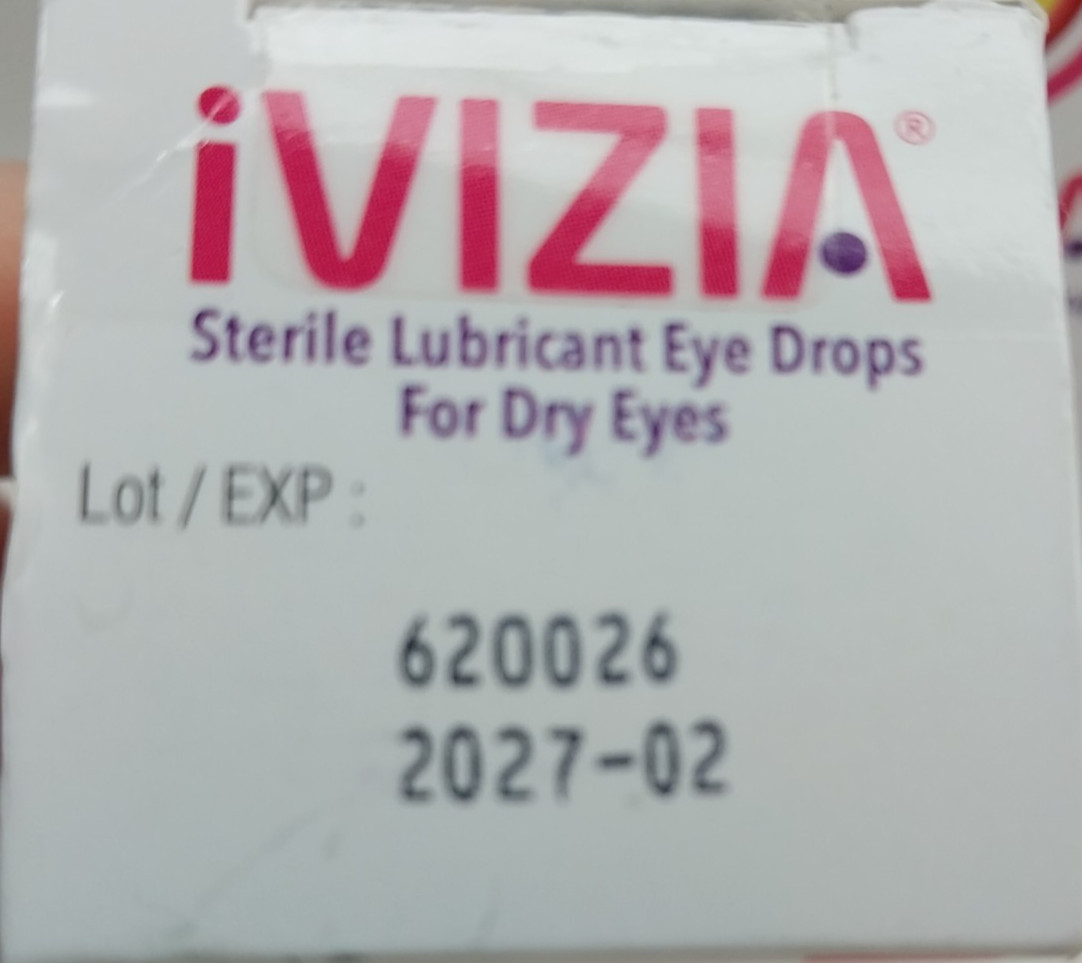 iVIZIA®
Sterile Lubricant Eye Drops
For Dry Eyes
Lot / EXP :
620026
2027-02